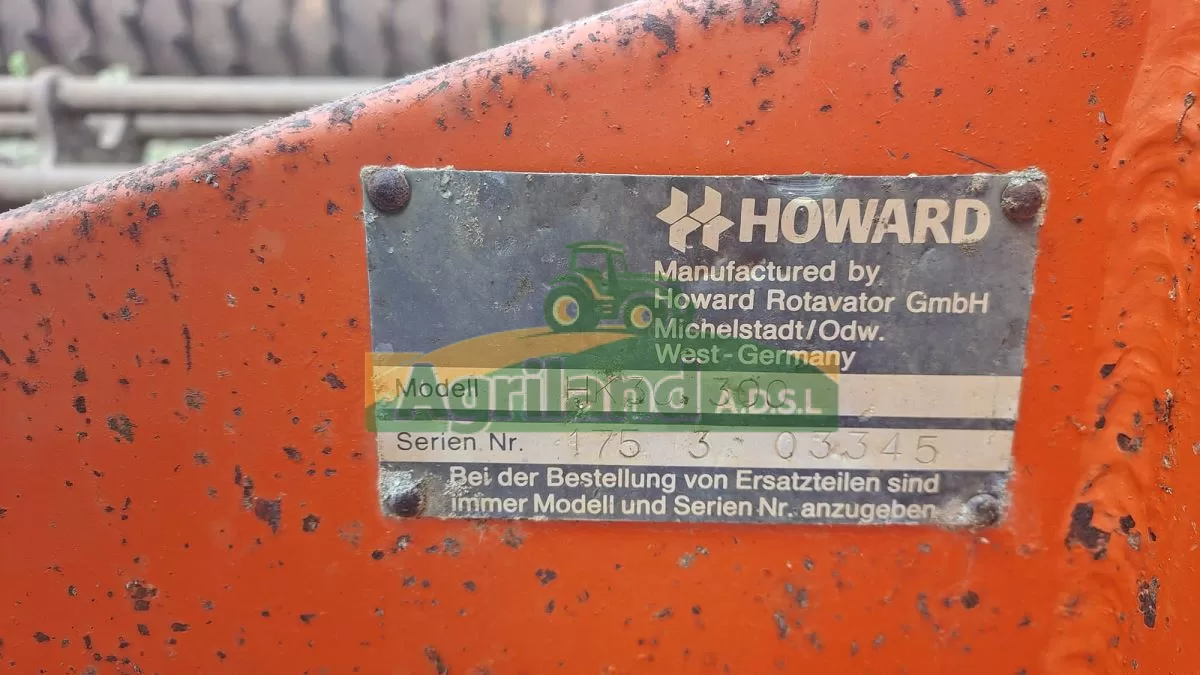 HOWARD
Manufactured by
Howard Rotavator GmbH
Michelstadt/Odw.
West-Germany
Modell 300
Agriland A.D.S.L
Serien Nr. 175 3 03345
Bei der Bestellung von Ersatzteilen sind
immer Modell und Serien Nr. anzugeben